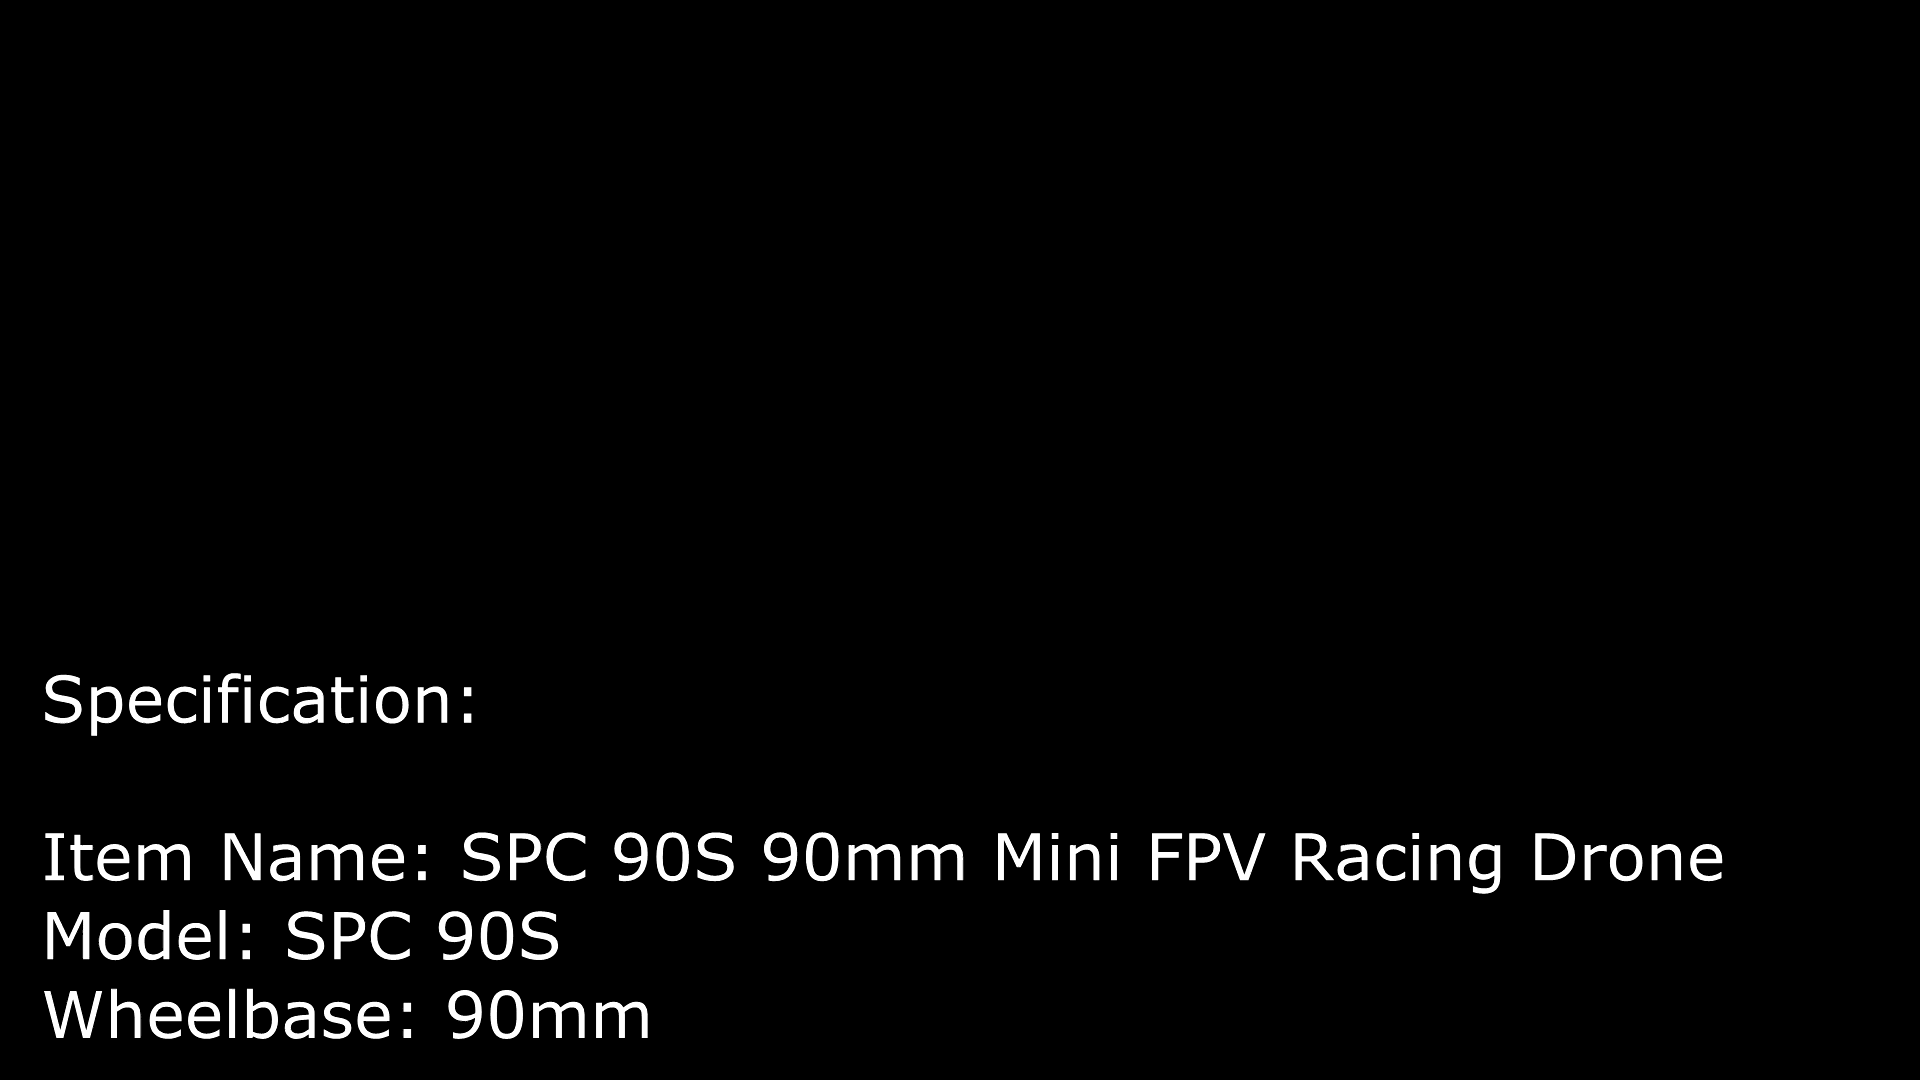 Specification:
Item Name: SPC 90S 90mm Mini FPV Racing Drone
Model: SPC 90S
Wheelbase: 90mm